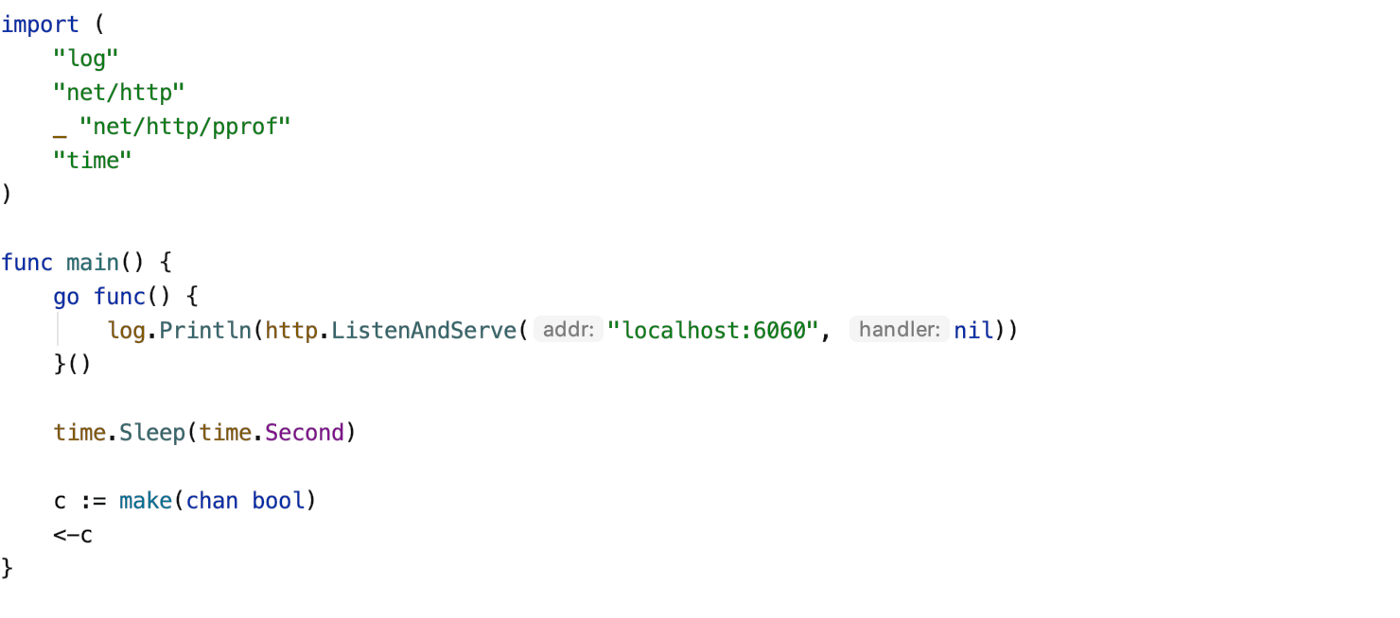 import (
    "log"
    "net/http"
    _ "net/http/pprof"
    "time"
)
func main() {
    go func() {
        log.Println(http.ListenAndServe( addr: "localhost:6060", handler: nil))
    }()
    time.Sleep(time.Second)
    c := make(chan bool)
    <-c
}